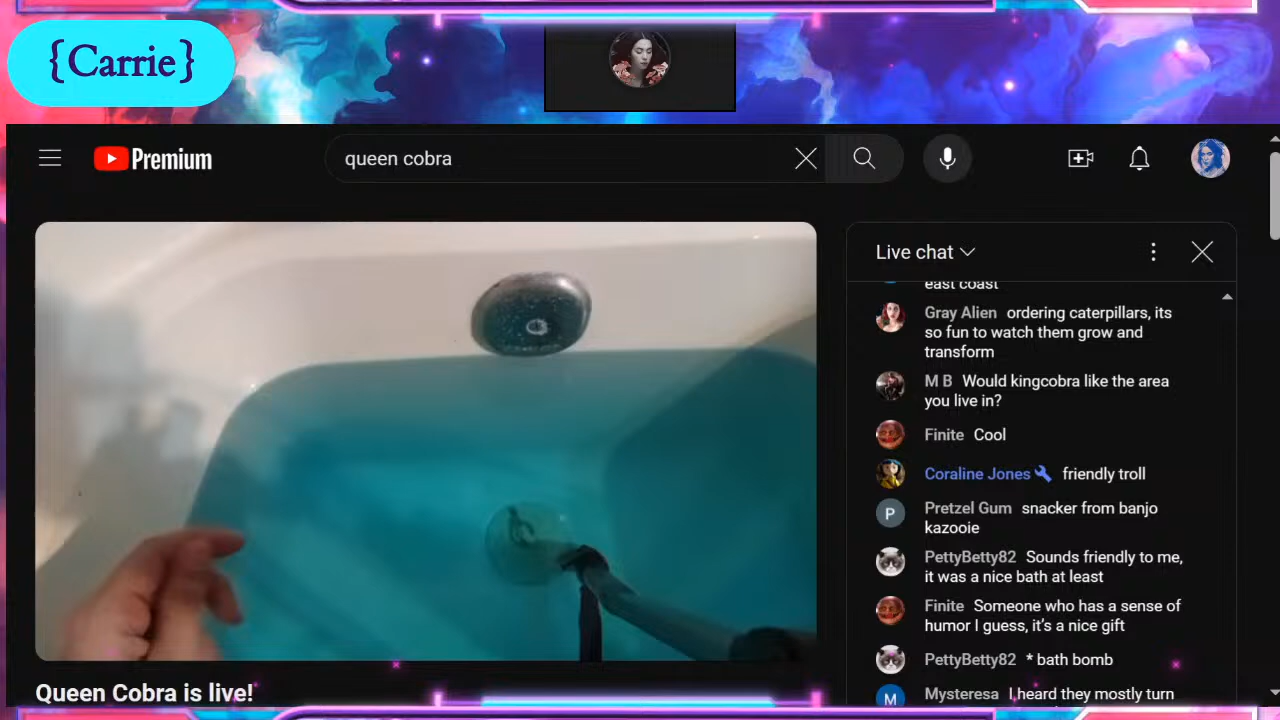 {Carrie}
Premium
queen cobra
Live chat
east coast
Gray Alien ordering caterpillars, its
so fun to watch them grow and
transform
M B Would kingcobra like the area
you live in?
Finite Cool
Coraline Jones friendly troll
P
Pretzel Gum snacker from banjo
kazooie
PettyBetty82 Sounds friendly to me,
it was a nice bath at least
Finite Someone who has a sense of
humor I guess, it's a nice gift
PettyBetty82 * bath bomb
M
Mysteresa I heard they mostly turn
Queen Cobra is live!